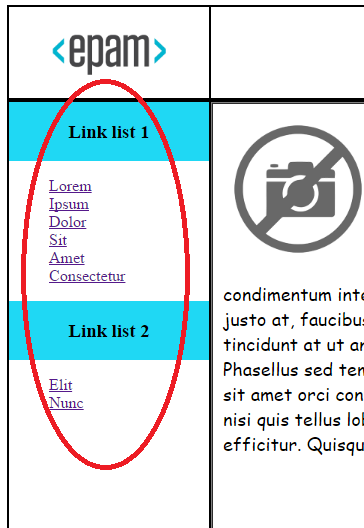 <epam>
Link list 1
Lorem
Ipsum
Dolor
Sit
Amet
Consectetur
Link list 2
Elit
Nunc
condimentum inte
justo at, faucibus
tincidunt at ut ar
Phasellus sed tem
sit amet orci con
nisi quis tellus lob
efficitur. Quisqu